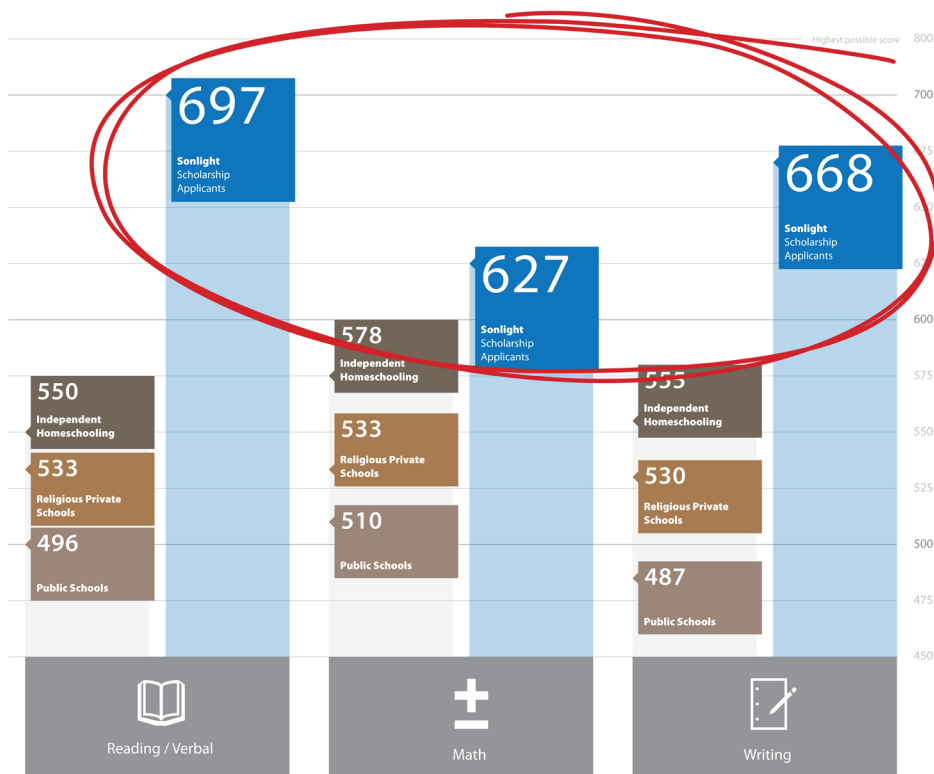 Highest possible score 800
697
Sonlight
Scholarship
Applicants
550
Independent
Homeschooling
533
Religious Private
Schools
496
Public Schools
Reading / Verbal
627
Sonlight
Scholarship
Applicants
578
Independent
Homeschooling
533
Religious Private
Schools
510
Public Schools
Math
668
Sonlight
Scholarship
Applicants
555
Independent
Homeschooling
530
Religious Private
Schools
487
Public Schools
Writing
700
675
650
625
600
575
550
525
500
475
450